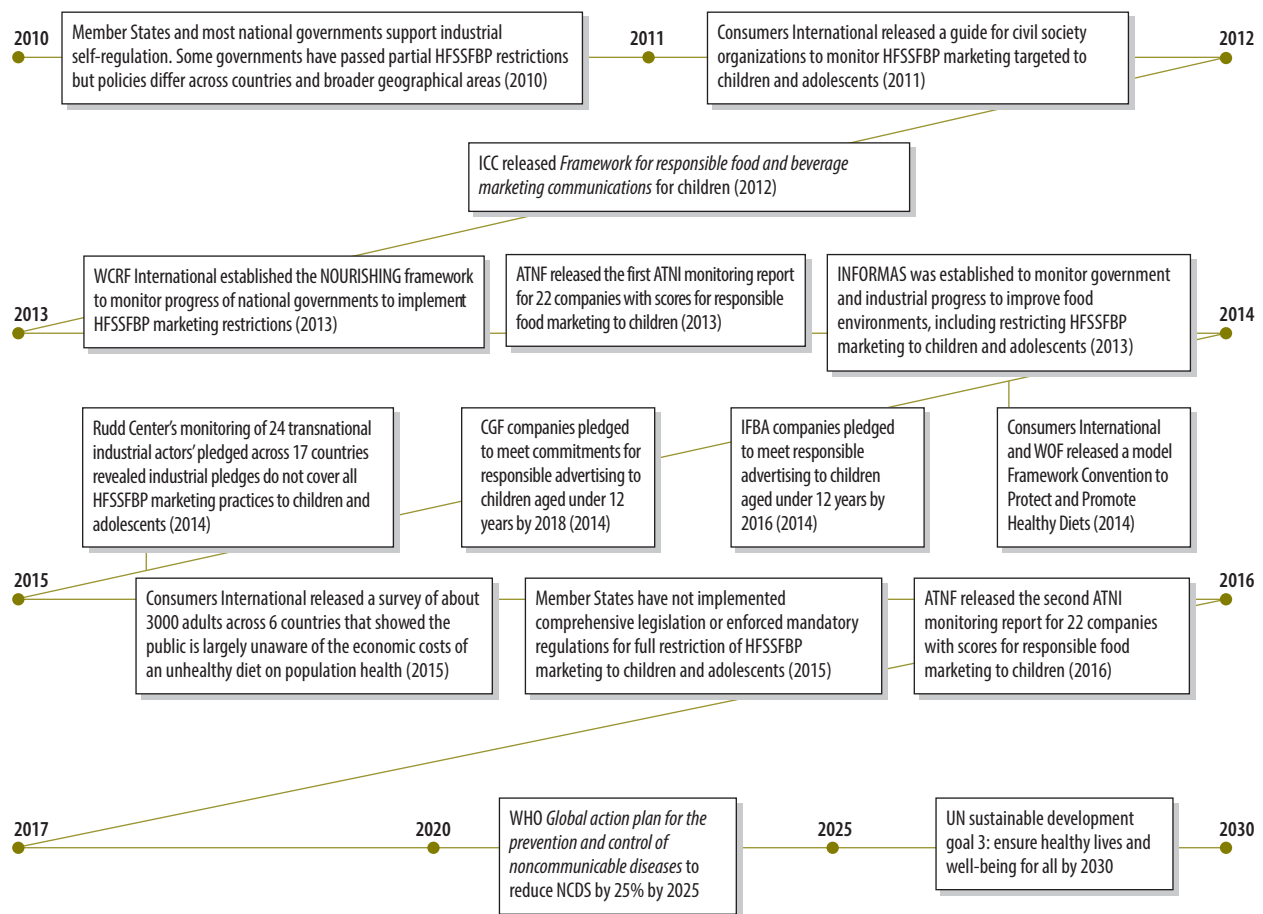 2010
Member States and most national governments support industrial
self-regulation. Some governments have passed partial HFSSFBP restrictions
but policies differ across countries and broader geographical areas (2010)
2011
Consumers International released a guide for civil society
organizations to monitor HFSSFBP marketing targeted to
children and adolescents (2011)
2012
ICC released Framework for responsible food and beverage
marketing communications for children (2012)
2013
WCRF International established the NOURISHING framework
to monitor progress of national governments to implement
HFSSFBP marketing restrictions (2013)
ATNF released the first ATNI monitoring report
for 22 companies with scores for responsible
food marketing to children (2013)
INFORMAS was established to monitor government
and industrial progress to improve food
environments, including restricting HFSSFBP
marketing to children and adolescents (2013)
2014
Rudd Center's monitoring of 24 transnational
industrial actors' pledged across 17 countries
revealed industrial pledges do not cover all
HFSSFBP marketing practices to children and
adolescents (2014)
CGF companies pledged
to meet commitments for
responsible advertising to
children aged under 12
years by 2018 (2014)
IFBA companies pledged
to meet responsible
advertising to children
aged under 12 years by
2016 (2014)
Consumers International
and WOF released a model
Framework Convention to
Protect and Promote
Healthy Diets (2014)
2015
Consumers International released a survey of about
3000 adults across 6 countries that showed the
public is largely unaware of the economic costs of
an unhealthy diet on population health (2015)
Member States have not implemented
comprehensive legislation or enforced mandatory
regulations for full restriction of HFSSFBP
marketing to children and adolescents (2015)
ATNF released the second ATNI
monitoring report for 22 companies
with scores for responsible food
marketing to children (2016)
2016
2017
2020
WHO Global action plan for the
prevention and control of
noncommunicable diseases to
reduce NCDS by 25% by 2025
2025
UN sustainable development
goal 3: ensure healthy lives and
well-being for all by 2030
2030